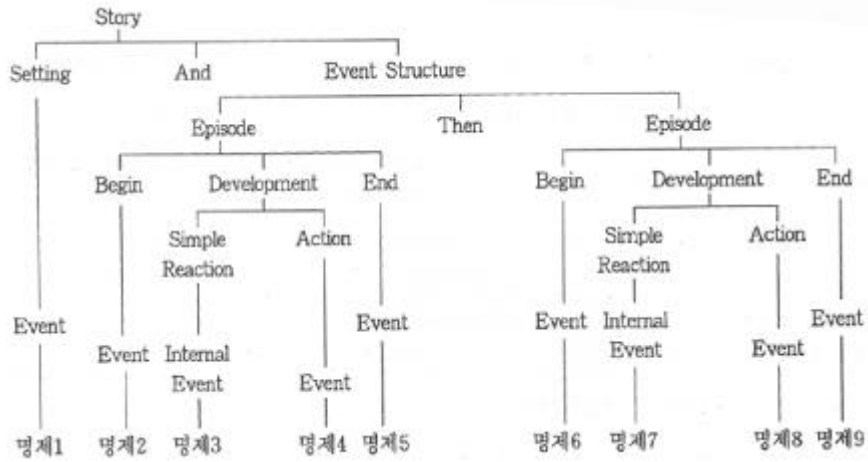 Story
Setting And Event Structure
Episode Then Episode
Begin Development End Begin Development End
Simple Reaction Action Simple Reaction Action
Event Event Internal Event Event Event Event Internal Event Event Event
명제1 명제2 명제3 명제4 명제5 명제6 명제7 명제8 명제9